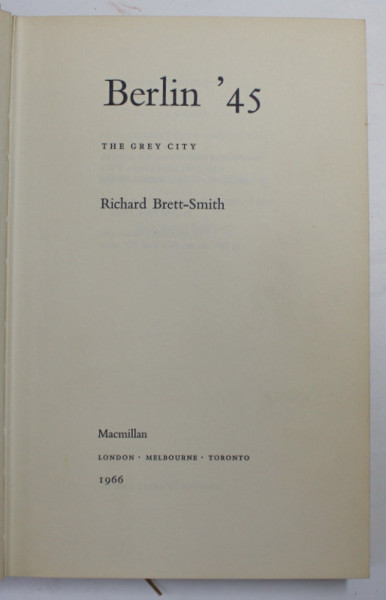 Berlin ’45
THE GREY CITY
Richard Brett-Smith
Macmillan
LONDON · MELBOURNE · TORONTO
1966